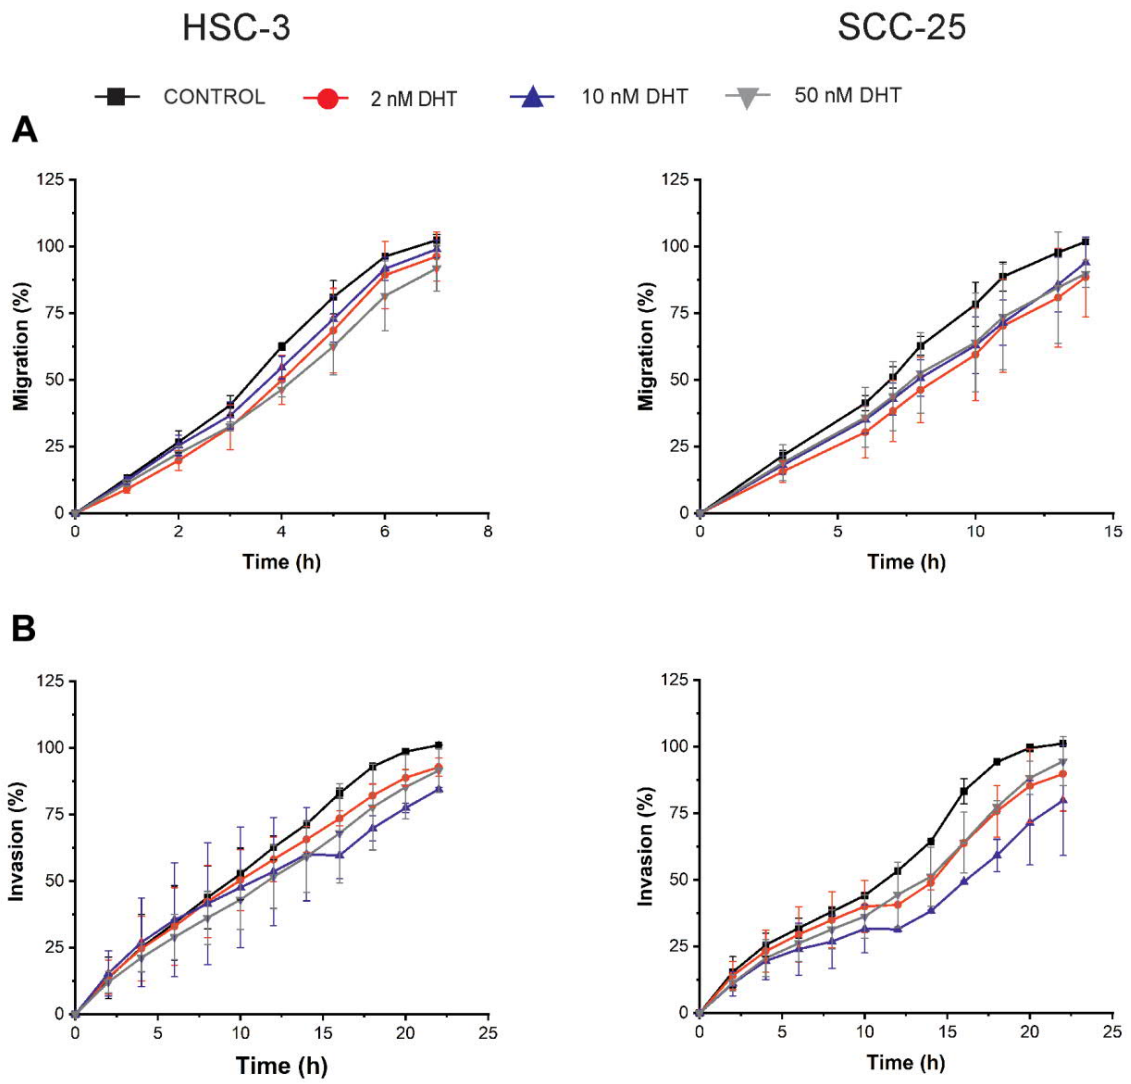 HSC-3 SCC-25
CONTROL 2 nM DHT 10 nM DHT 50 nM DHT
A
125
100
75
50
25
0
Migration (%)
0 2 4 6 8
Time (h)
125
100
75
50
25
0
Migration (%)
0 5 10 15
Time (h)
B
125
100
75
50
25
0
Invasion (%)
0 5 10 15 20 25
Time (h)
125
100
75
50
25
0
Invasion (%)
0 5 10 15 20 25
Time (h)